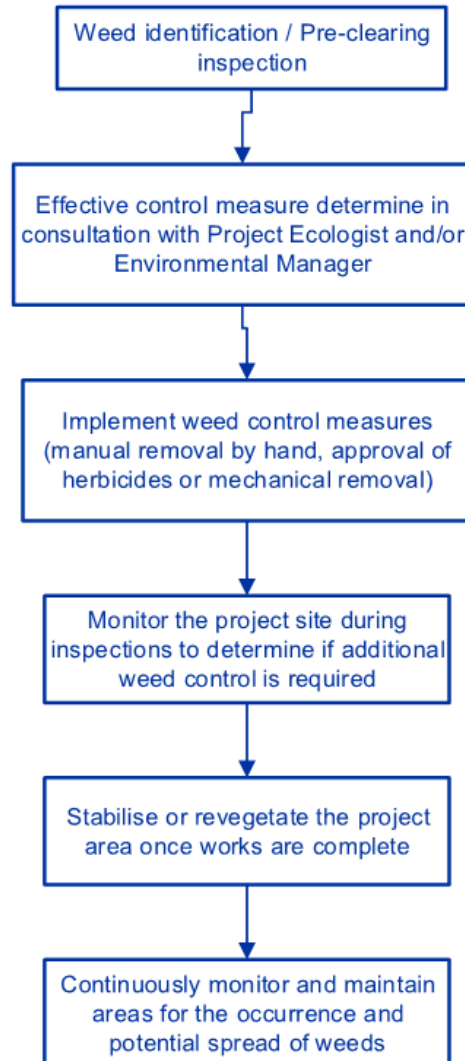 Weed identification / Pre-clearing
inspection
Effective control measure determine in
consultation with Project Ecologist and/or
Environmental Manager
Implement weed control measures
(manual removal by hand, approval of
herbicides or mechanical removal)
Monitor the project site during
inspections to determine if additional
weed control is required
Stabilise or revegetate the project
area once works are complete
Continuously monitor and maintain
areas for the occurrence and
potential spread of weeds